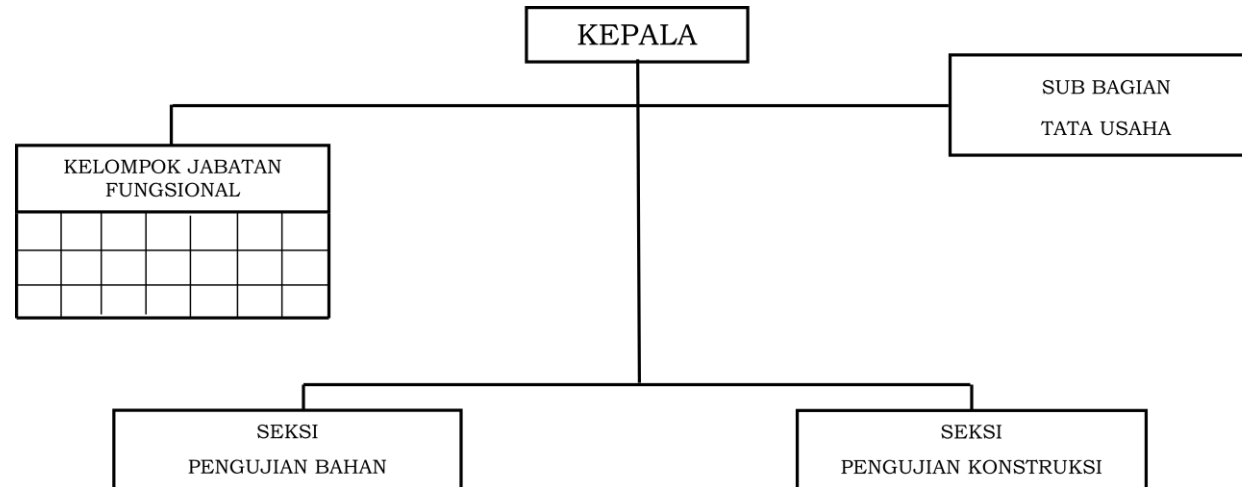 KEPALA
SUB BAGIAN
TATA USAHA
KELOMPOK JABATAN
FUNGSIONAL
SEKSI
PENGUJIAN BAHAN
SEKSI
PENGUJIAN KONSTRUKSI